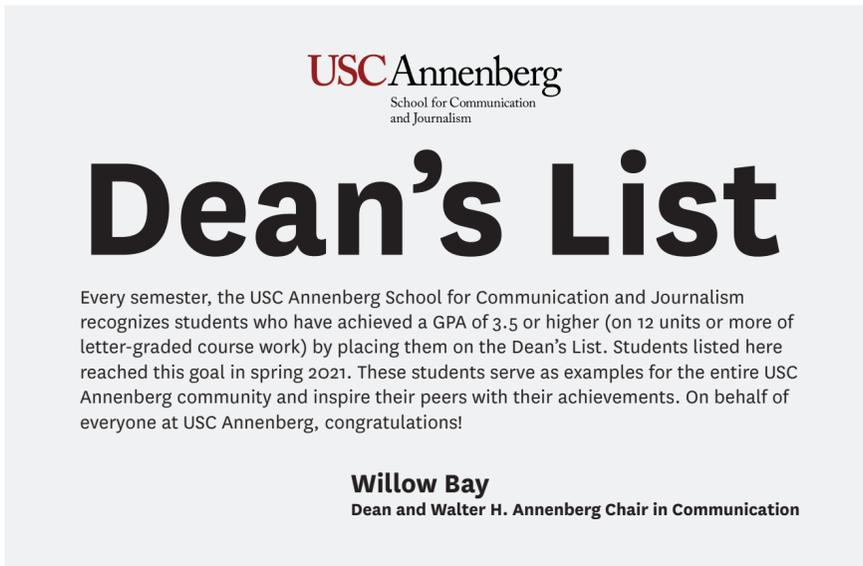 USC Annenberg
School for Communication
and Journalism
Dean’s List
Every semester, the USC Annenberg School for Communication and Journalism
recognizes students who have achieved a GPA of 3.5 or higher (on 12 units or more of
letter-graded course work) by placing them on the Dean’s List. Students listed here
reached this goal in spring 2021. These students serve as examples for the entire USC
Annenberg community and inspire their peers with their achievements. On behalf of
everyone at USC Annenberg, congratulations!
Willow Bay
Dean and Walter H. Annenberg Chair in Communication